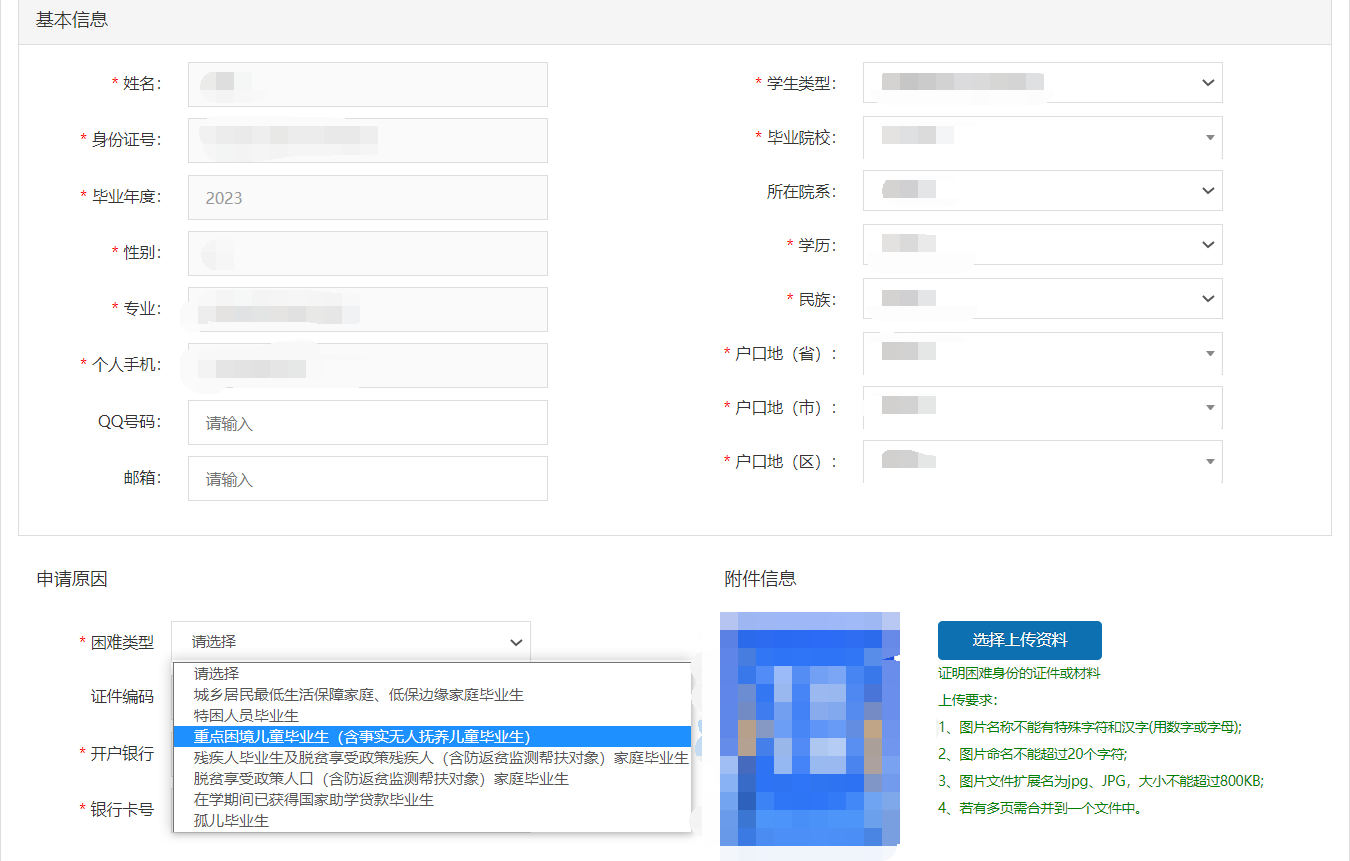 基本信息
* 姓名：
* 身份证号：
* 毕业年度： 2023
* 性别：
* 专业：
* 个人手机：
QQ号码： 请输入
邮箱： 请输入
* 学生类型：
* 毕业院校：
所在院系：
* 学历：
* 民族：
* 户口地（省）：
* 户口地（市）：
* 户口地（区）：
申请原因
* 困难类型 请选择
请选择
城乡居民最低生活保障家庭、低保边缘家庭毕业生
特困人员毕业生
重点困境儿童毕业生（含事实无人抚养儿童毕业生）
残疾人毕业生及脱贫享受政策残疾人（含防返贫监测帮扶对象）家庭毕业生
脱贫享受政策人口（含防返贫监测帮扶对象）家庭毕业生
在学期间已获得国家助学贷款毕业生
孤儿毕业生
证件编码
* 开户银行
* 银行卡号
附件信息
选择上传资料
证明困难身份的证件或材料
上传要求：
1、图片名称不能有特殊字符和汉字(用数字或字母);
2、图片命名不能超过20个字符;
3、图片文件扩展名为jpg、JPG，大小不能超过800KB;
4、若有多页需合并到一个文件中。